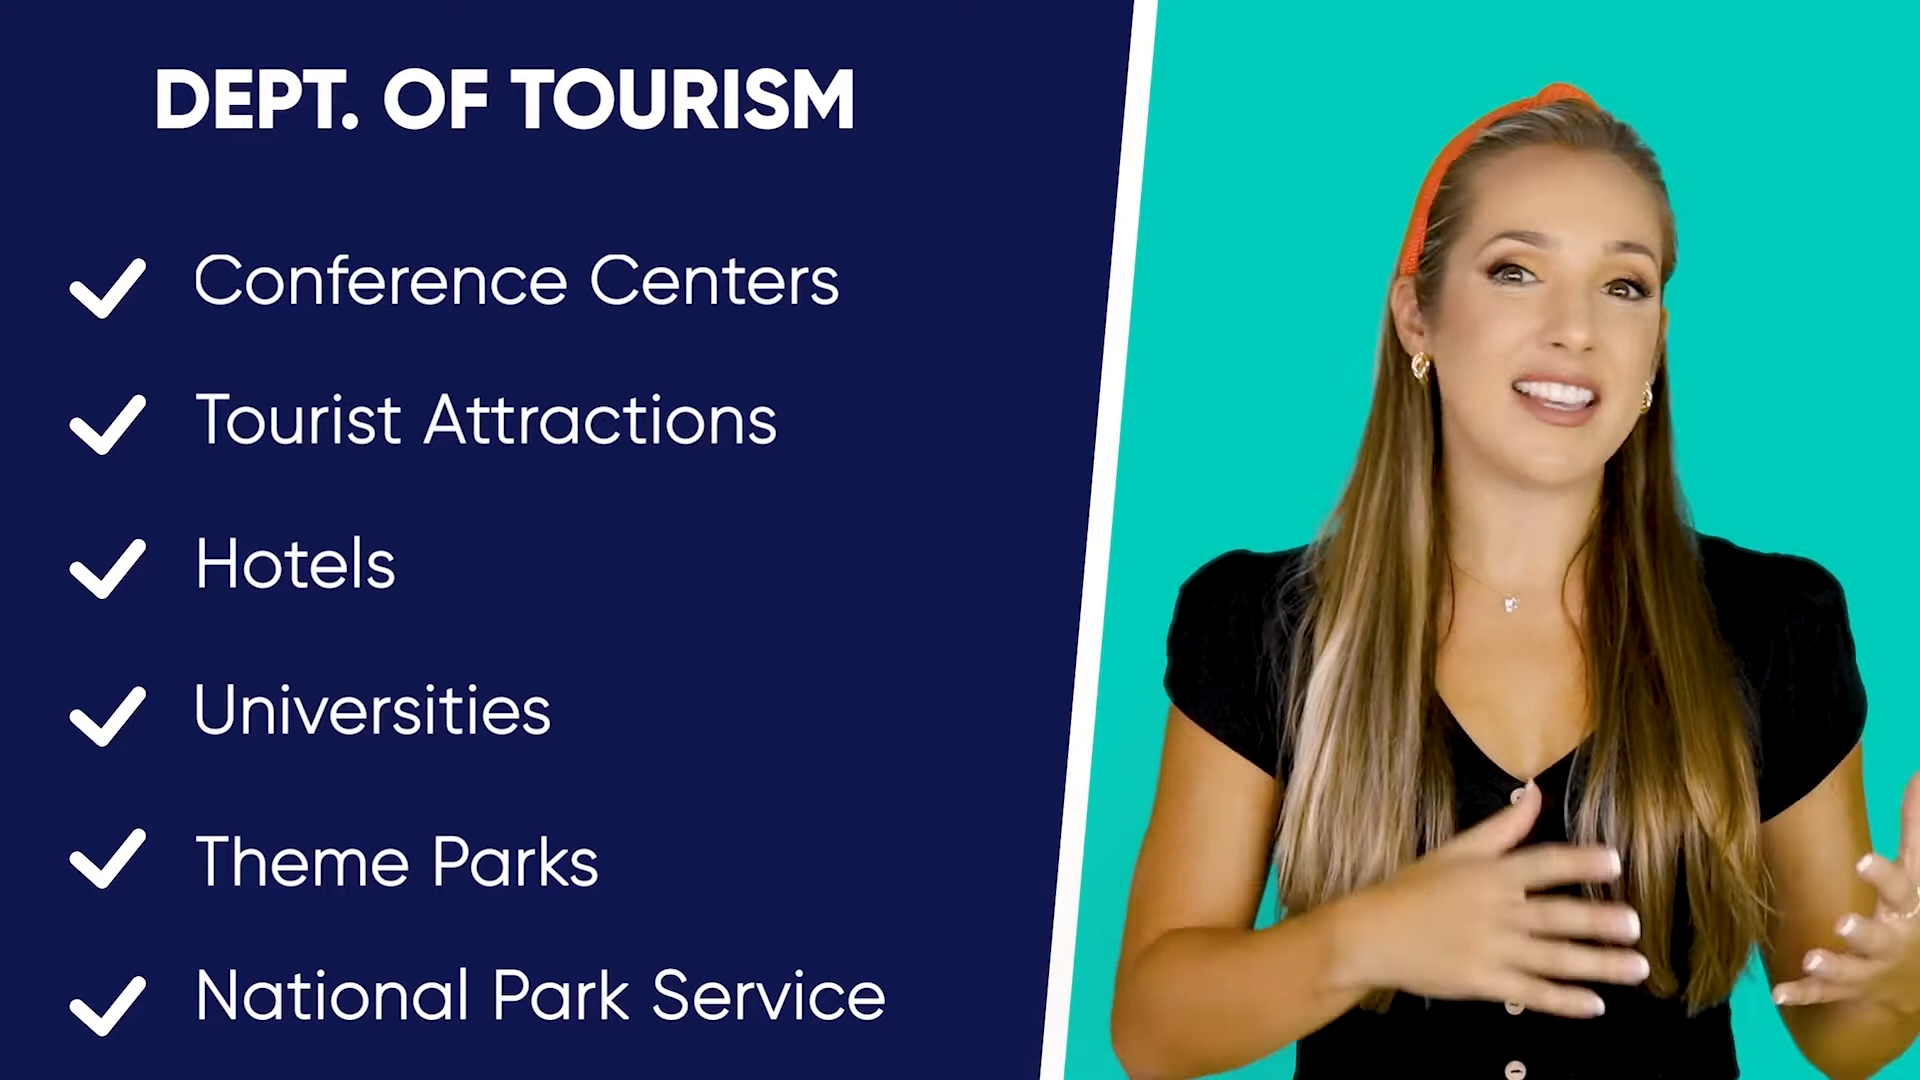 DEPT. OF TOURISM
Conference Centers
Tourist Attractions
Hotels
Universities
Theme Parks
National Park Service